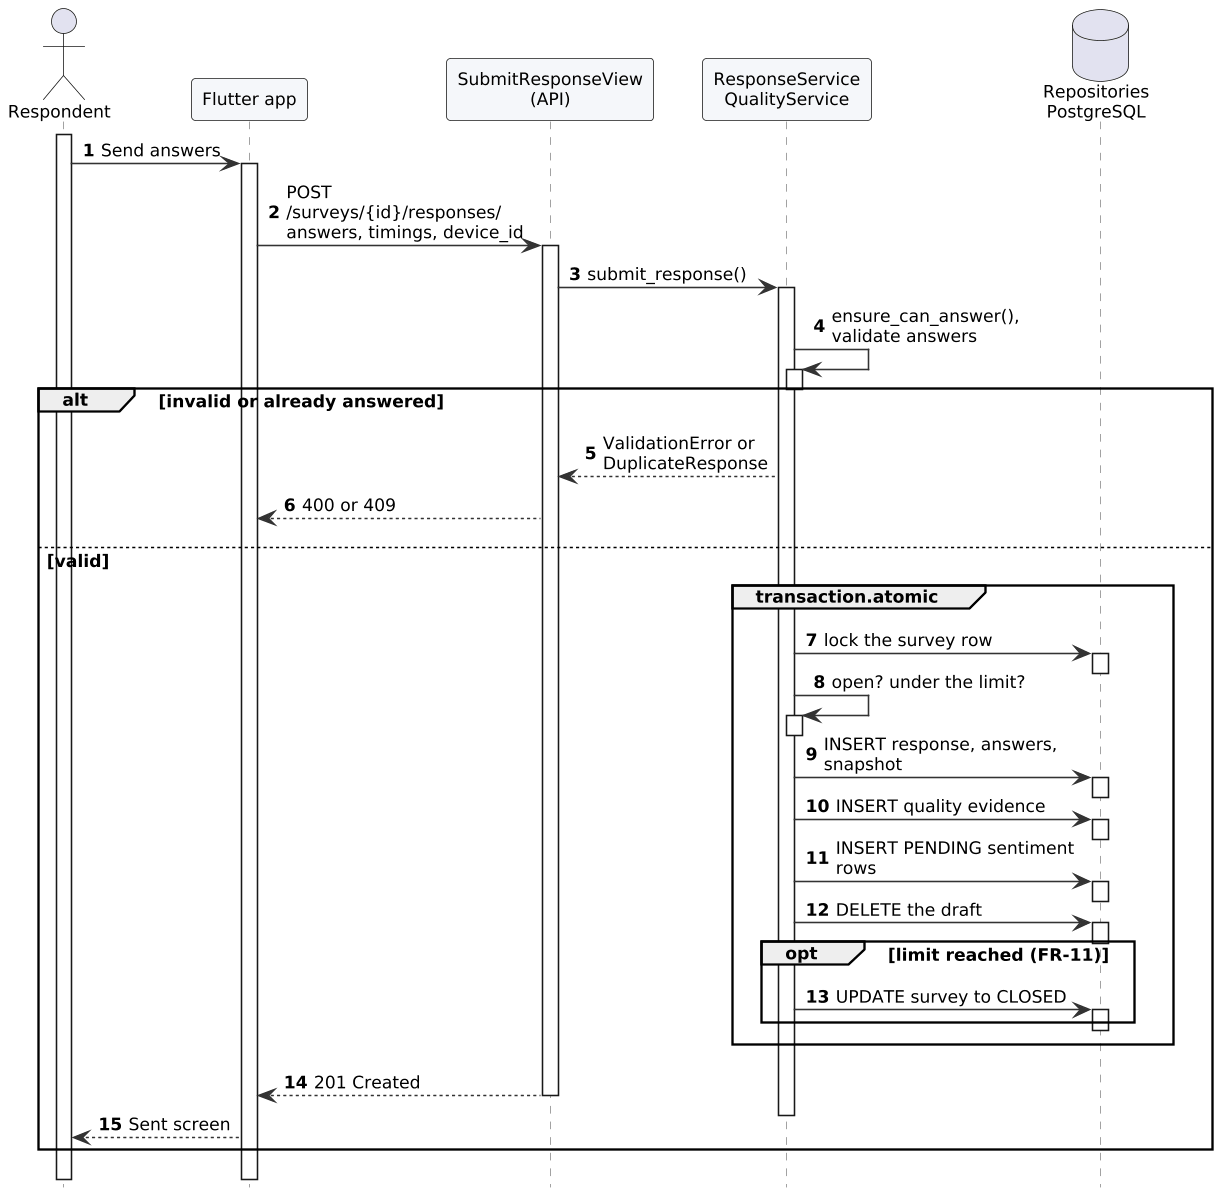 Respondent
Flutter app
SubmitResponseView
(API)
ResponseService
QualityService
Repositories
PostgreSQL
1 Send answers
POST
2 /surveys/{id}/responses/
answers, timings, device_id
3 submit_response()
4 ensure_can_answer(),
validate answers
alt [invalid or already answered]
5 ValidationError or
DuplicateResponse
6 400 or 409
[valid]
transaction.atomic
7 lock the survey row
8 open? under the limit?
9 INSERT response, answers,
snapshot
10 INSERT quality evidence
11 INSERT PENDING sentiment
rows
12 DELETE the draft
opt [limit reached (FR-11)]
13 UPDATE survey to CLOSED
14 201 Created
15 Sent screen